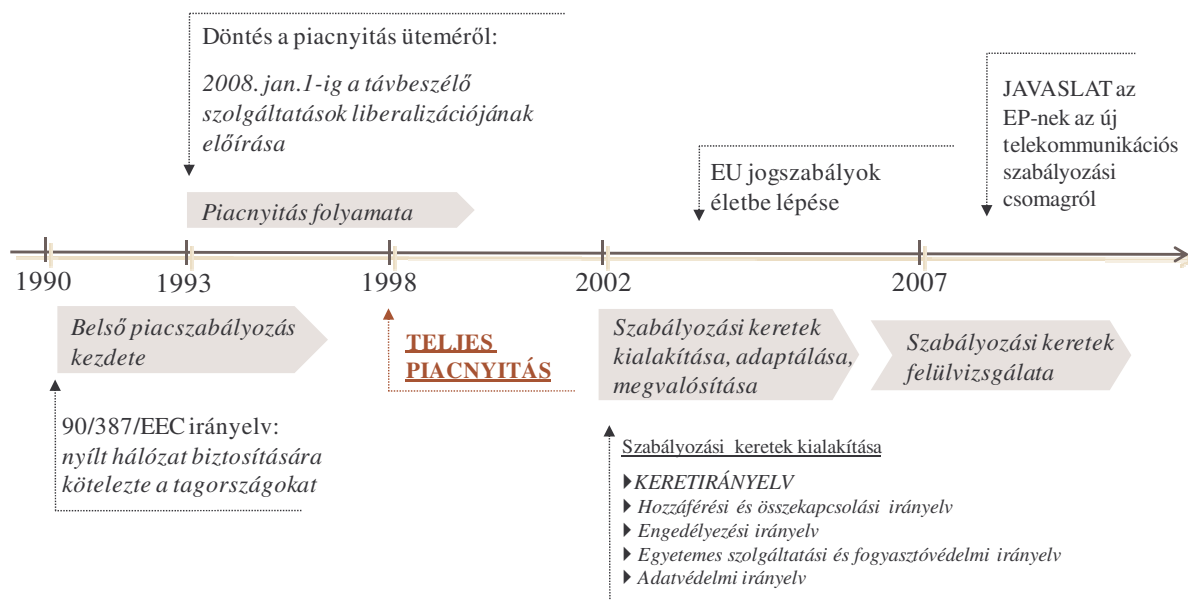 Döntés a piacnyitás üteméről:
2008. jan.1-ig a távbeszélő
szolgáltatások liberalizációjának
előírása
JAVASLAT az
EP-nek az új
telekommunikációs
szabályozási
csomagról
EU jogszabályok
életbe lépése
Piacnyitás folyamata
1990
1993
1998
2002
2007
Belső piacszabályozás
kezdete
TELJES
PIACNYITÁS
Szabályozási keretek
kialakítása, adaptálása,
megvalósítása
Szabályozási keretek
felülvizsgálata
90/387/EEC irányelv:
nyílt hálózat biztosítására
kötelezte a tagországokat
Szabályozási keretek kialakítása
KERETIRÁNYELV
Hozzáférési és összekapcsolási irányelv
Engedélyezési irányelv
Egyetemes szolgáltatási és fogyasztóvédelmi irányelv
Adatvédelmi irányelv